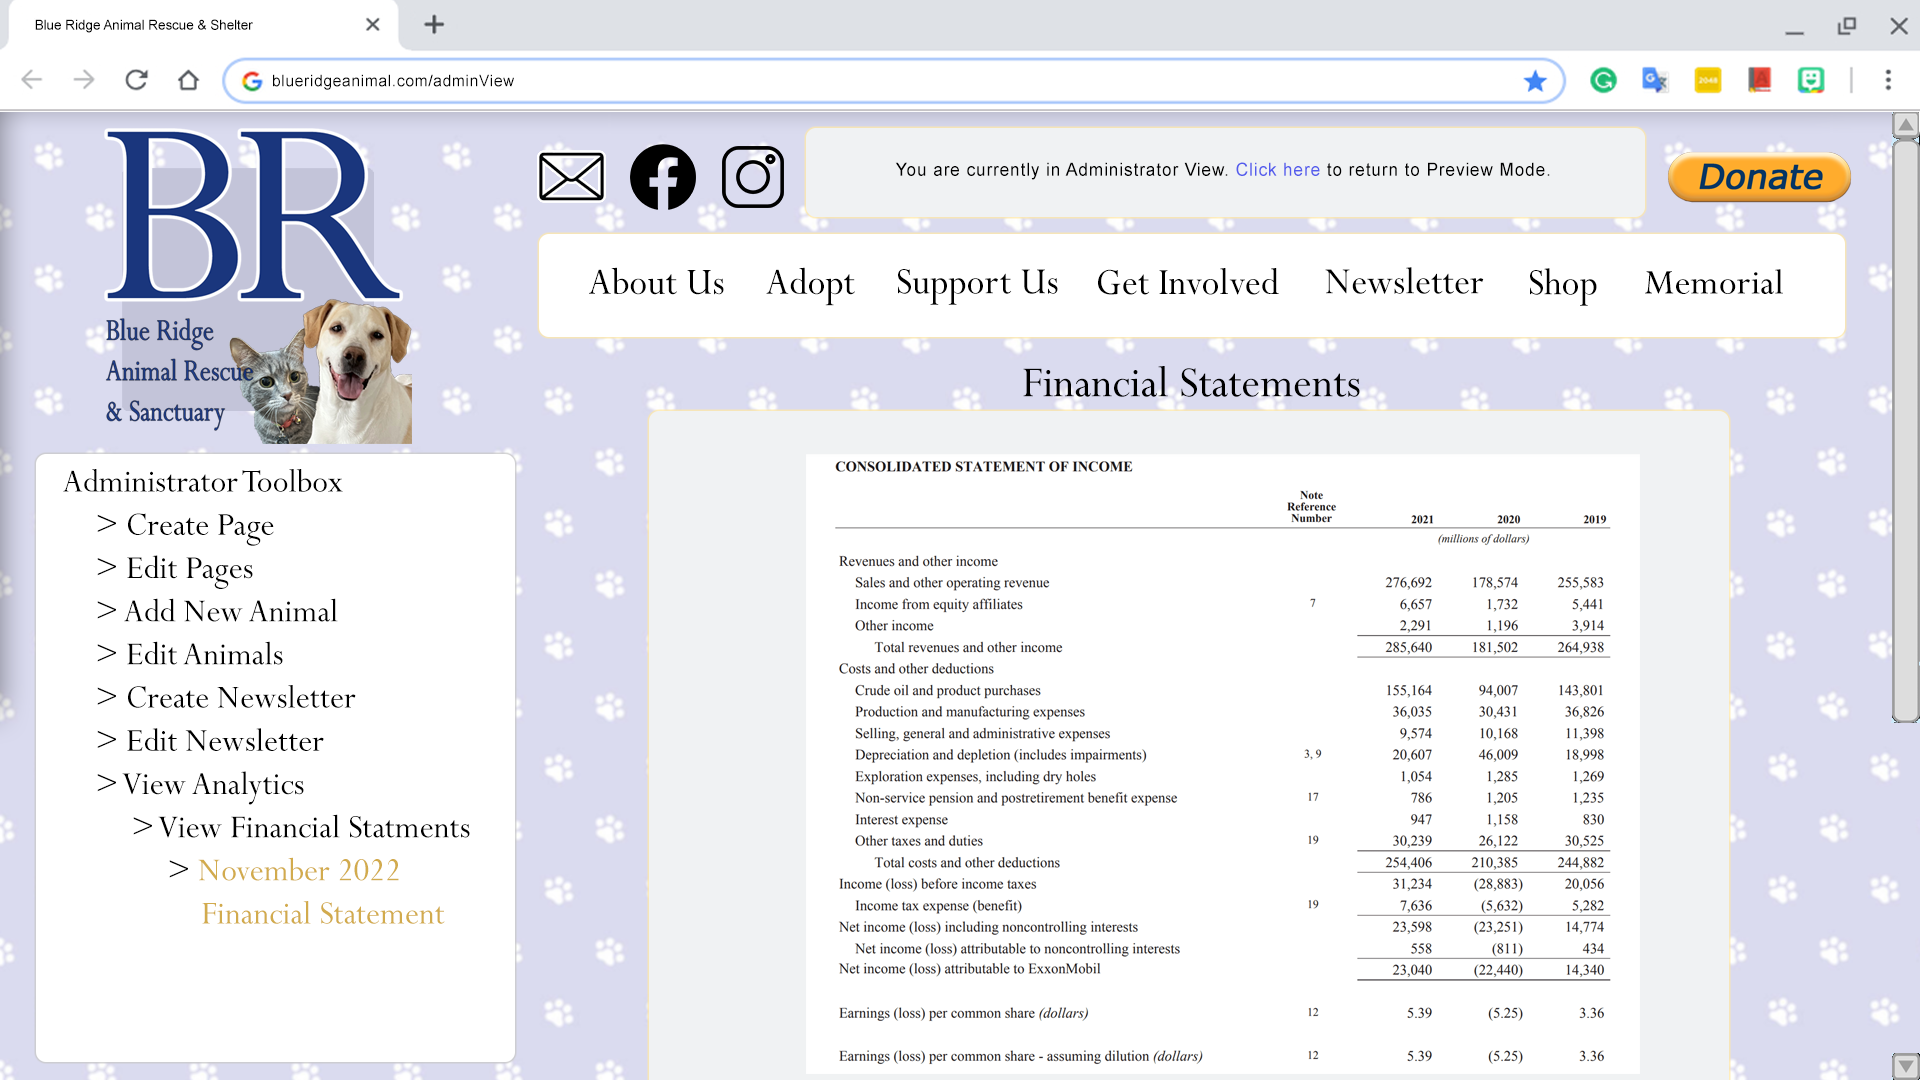 Blue Ridge Animal Rescue & Shelter
blueridgeanimal.com/adminView
BR
Blue Ridge
Animal Rescue
& Sanctuary
You are currently in Administrator View. Click here to return to Preview Mode.
Donate
About Us Adopt Support Us Get Involved Newsletter Shop Memorial
Administrator Toolbox
> Create Page
> Edit Pages
> Add New Animal
> Edit Animals
> Create Newsletter
> Edit Newsletter
> View Analytics
> View Financial Statments
> November 2022
Financial Statement
Financial Statements
CONSOLIDATED STATEMENT OF INCOME
Note
Reference
Number 2021 2020 2019
(millions of dollars)
Revenues and other income
Sales and other operating revenue 276,692 178,574 255,583
Income from equity affiliates 7 6,657 1,732 5,441
Other income 2,291 1,196 3,914
Total revenues and other income 285,640 181,502 264,938
Costs and other deductions
Crude oil and product purchases 155,164 94,007 143,801
Production and manufacturing expenses 36,035 30,431 36,826
Selling, general and administrative expenses 9,574 10,168 11,398
Depreciation and depletion (includes impairments) 3, 9 20,607 46,009 18,998
Exploration expenses, including dry holes 1,054 1,285 1,269
Non-service pension and postretirement benefit expense 17 786 1,205 1,235
Interest expense 947 1,158 830
Other taxes and duties 19 30,239 26,122 30,525
Total costs and other deductions 254,406 210,385 244,882
Income (loss) before income taxes 31,234 (28,883) 20,056
Income tax expense (benefit) 19 7,636 (5,632) 5,282
Net income (loss) including noncontrolling interests 23,598 (23,251) 14,774
Net income (loss) attributable to noncontrolling interests 558 (811) 434
Net income (loss) attributable to ExxonMobil 23,040 (22,440) 14,340
Earnings (loss) per common share (dollars) 12 5.39 (5.25) 3.36
Earnings (loss) per common share - assuming dilution (dollars) 12 5.39 (5.25) 3.36